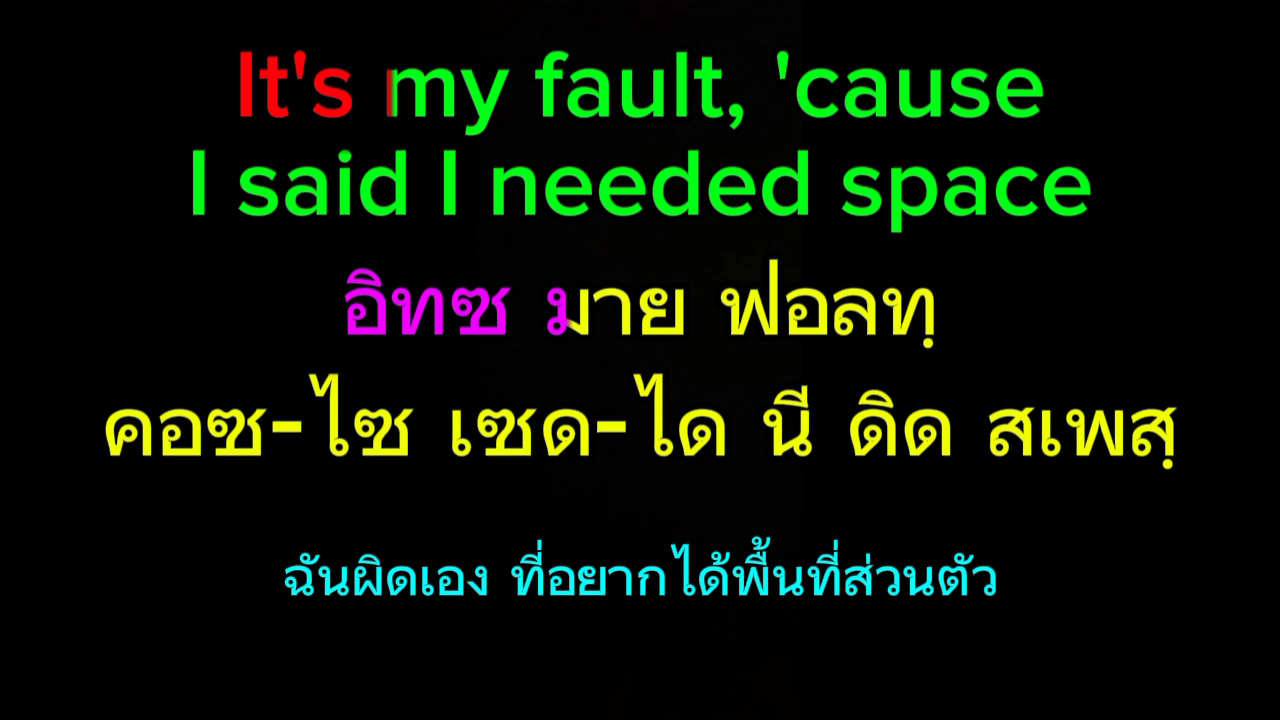 It's my fault, 'cause
I said I needed space
อิทซ มาย ฟอลทฺ
คอซ-ไซ เซด-ได นี ดิด สเพสฺ
ฉันผิดเอง ที่อยากได้พื้นที่ส่วนตัว